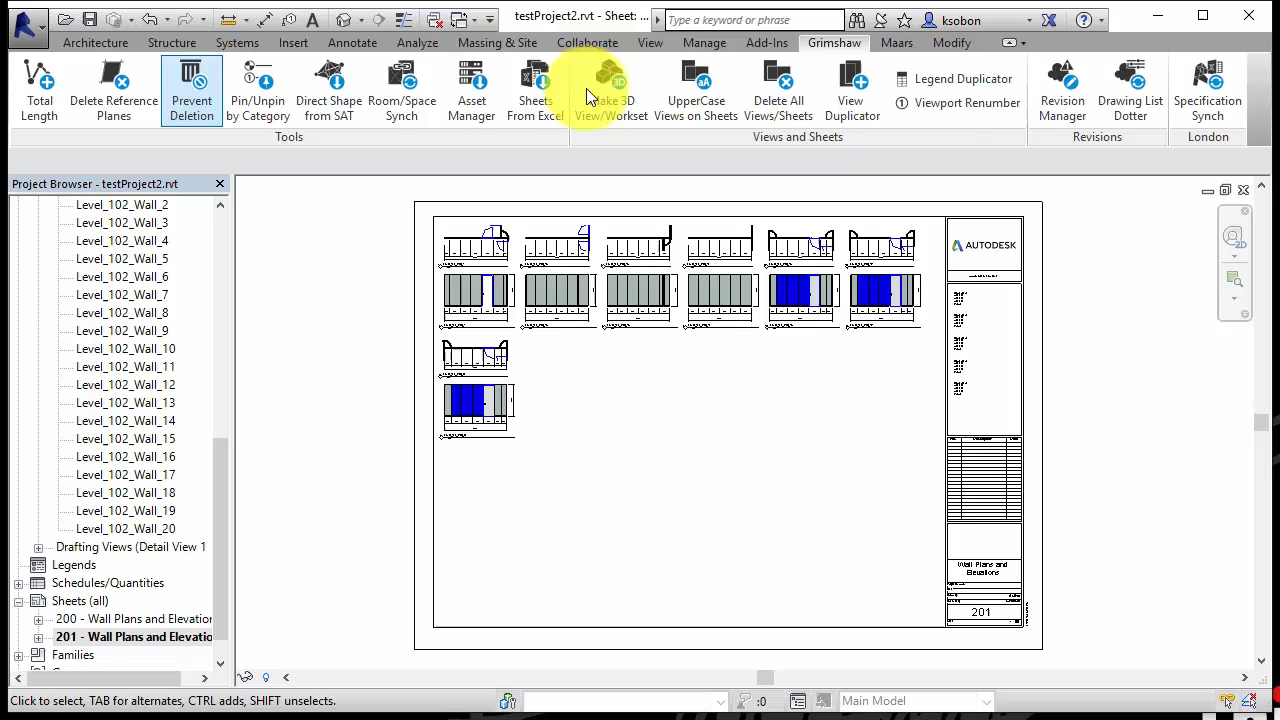 testProject2.rvt - Sheet: ...
Type a keyword or phrase
ksobon
Architecture Structure Systems Insert Annotate Analyze Massing & Site Collaborate View Manage Add-Ins Grimshaw Maars Modify
Total Length
Delete Reference Planes
Prevent Deletion
Pin/Unpin by Category
Direct Shape from SAT
Room/Space Synch
Asset Manager
Sheets From Excel
Make 3D View/Workset
UpperCase Views on Sheets
Delete All Views/Sheets
View Duplicator
Legend Duplicator
Viewport Renumber
Revision Manager
Drawing List Dotter
Specification Synch
Tools Views and Sheets Revisions London
Project Browser - testProject2.rvt
Level_102_Wall_2
Level_102_Wall_3
Level_102_Wall_4
Level_102_Wall_5
Level_102_Wall_6
Level_102_Wall_7
Level_102_Wall_8
Level_102_Wall_9
Level_102_Wall_10
Level_102_Wall_11
Level_102_Wall_12
Level_102_Wall_13
Level_102_Wall_14
Level_102_Wall_15
Level_102_Wall_16
Level_102_Wall_17
Level_102_Wall_18
Level_102_Wall_19
Level_102_Wall_20
Drafting Views (Detail View 1
Legends
Schedules/Quantities
Sheets (all)
200 - Wall Plans and Elevation
201 - Wall Plans and Elevatio
Families
AUTODESK
Wall Plans and
Elevations
201
2D
Click to select, TAB for alternates, CTRL adds, SHIFT unselects.
:0
Main Model